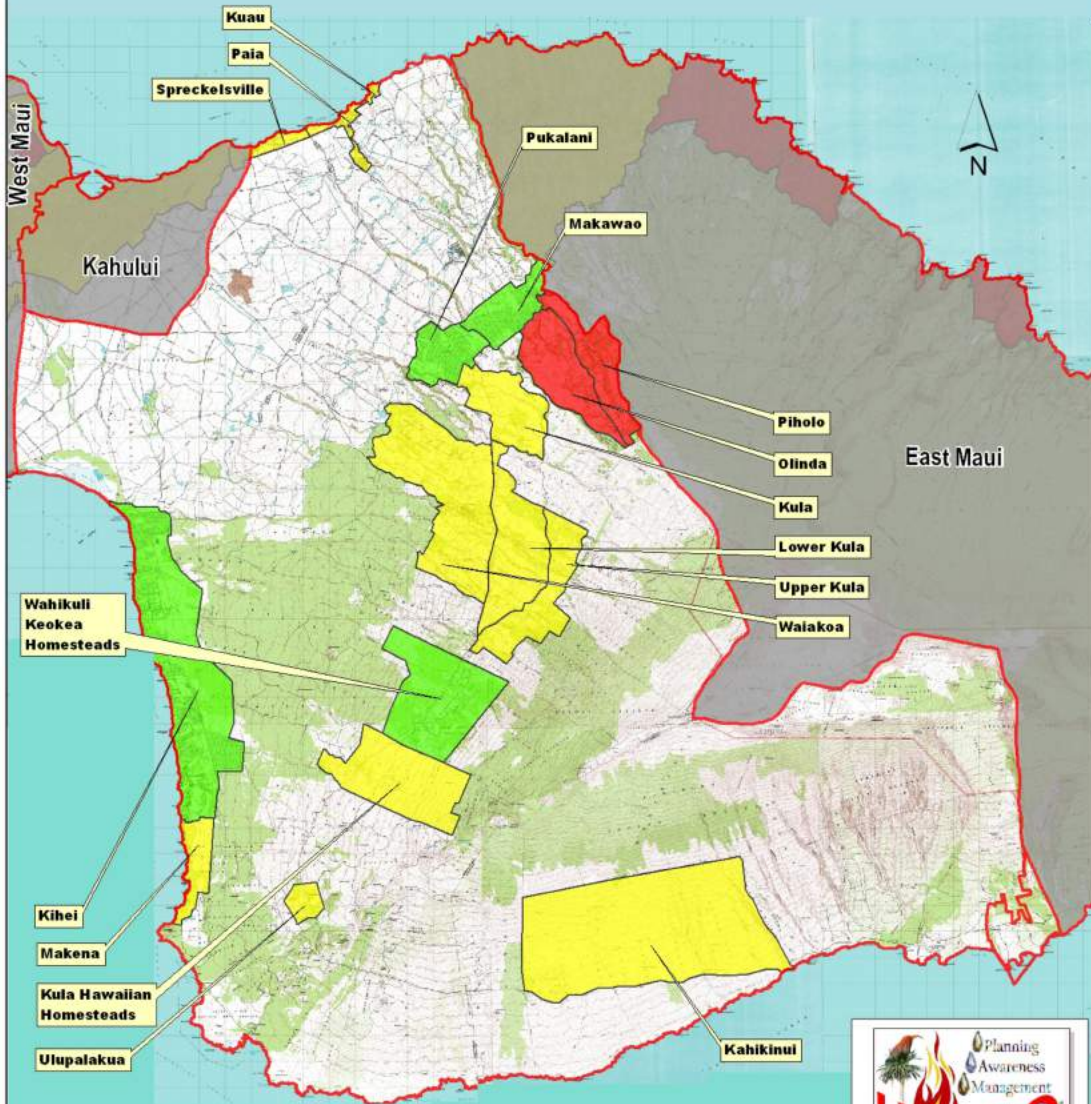 Kuau
Paia
Spreckelsville
West Maui
Pukalani
N
Makawao
Kahului
Piholo
Olinda
East Maui
Kula
Lower Kula
Upper Kula
Waiakoa
Wahikuli
Keokea
Homesteads
Kihei
Makena
Kula Hawaiian
Homesteads
Ulupalakua
Kahikinui
Planning
Awareness
Management